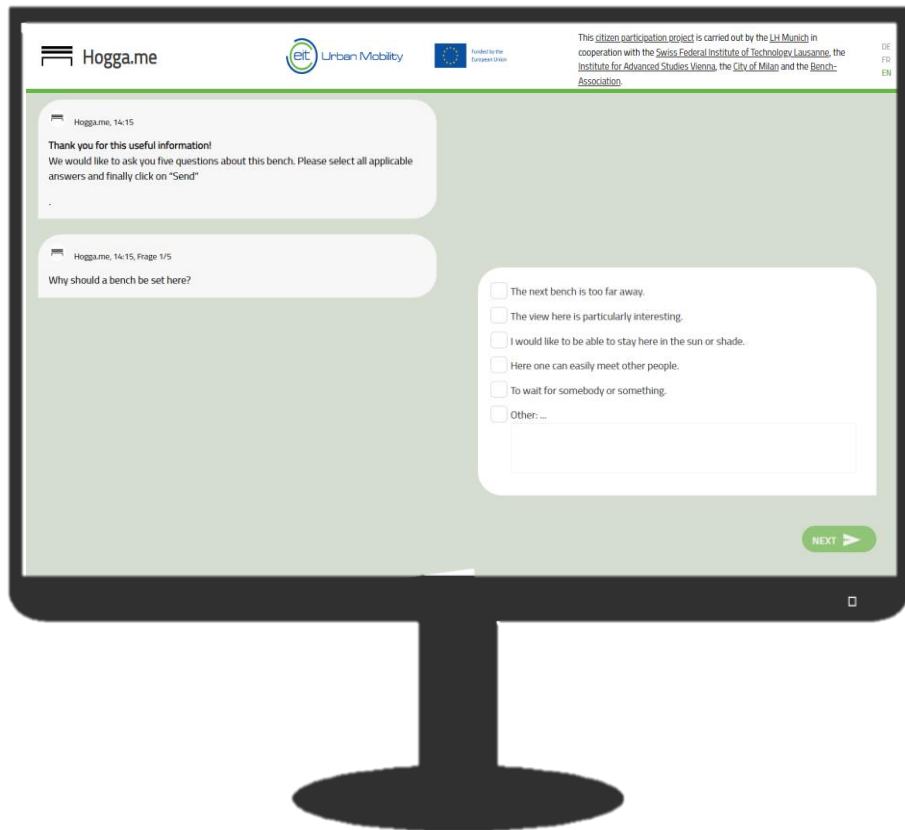 Hogga.me
eit Urban Mobility
Funded by the
European Union
This citizen participation project is carried out by the LH Munich in
cooperation with the Swiss Federal Institute of Technology Lausanne, the
Institute for Advanced Studies Vienna, the City of Milan and the Bench-
Association.
DE
FR
EN
Hogga.me, 14:15
Thank you for this useful information!
We would like to ask you five questions about this bench. Please select all applicable
answers and finally click on "Send"
.
Hogga.me, 14:15, Frage 1/5
Why should a bench be set here?
The next bench is too far away.
The view here is particularly interesting.
I would like to be able to stay here in the sun or shade.
Here one can easily meet other people.
To wait for somebody or something.
Other: ...
NEXT